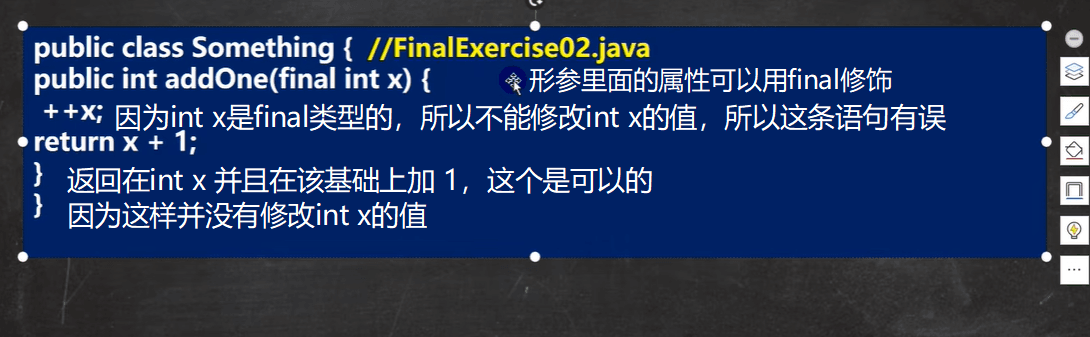 public class Something { //FinalExercise02.java
public int addOne(final int x) { 形参里面的属性可以用final修饰
++x; 因为int x是final类型的，所以不能修改int x的值，所以这条语句有误
return x + 1;
} 返回在int x 并且在该基础上加 1，这个是可以的
} 因为这样并没有修改int x的值